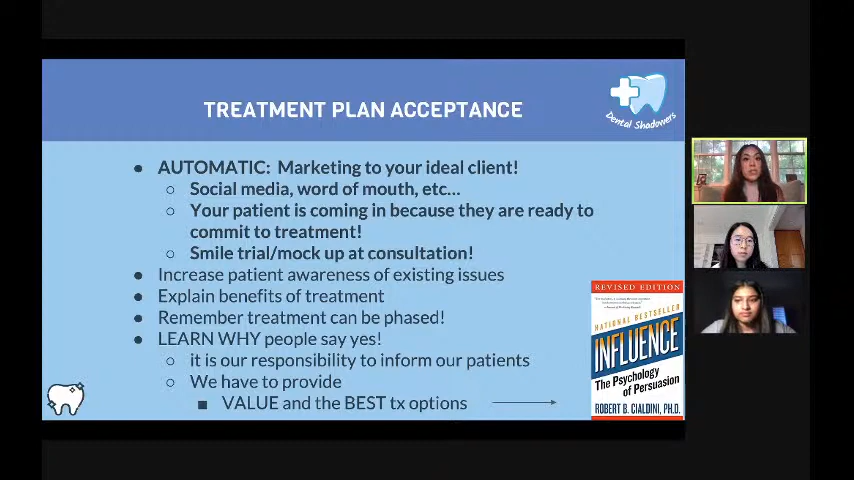 TREATMENT PLAN ACCEPTANCE
Dental Shadowers
AUTOMATIC: Marketing to your ideal client!
Social media, word of mouth, etc...
Your patient is coming in because they are ready to
commit to treatment!
Smile trial/mock up at consultation!
Increase patient awareness of existing issues
Explain benefits of treatment
Remember treatment can be phased!
LEARN WHY people say yes!
it is our responsibility to inform our patients
We have to provide
VALUE and the BEST tx options
REVISED EDITION
NATIONAL BESTSELLER
INFLUENCE
The Psychology
of Persuasion
ROBERT B. CIALDINI, PH.D.